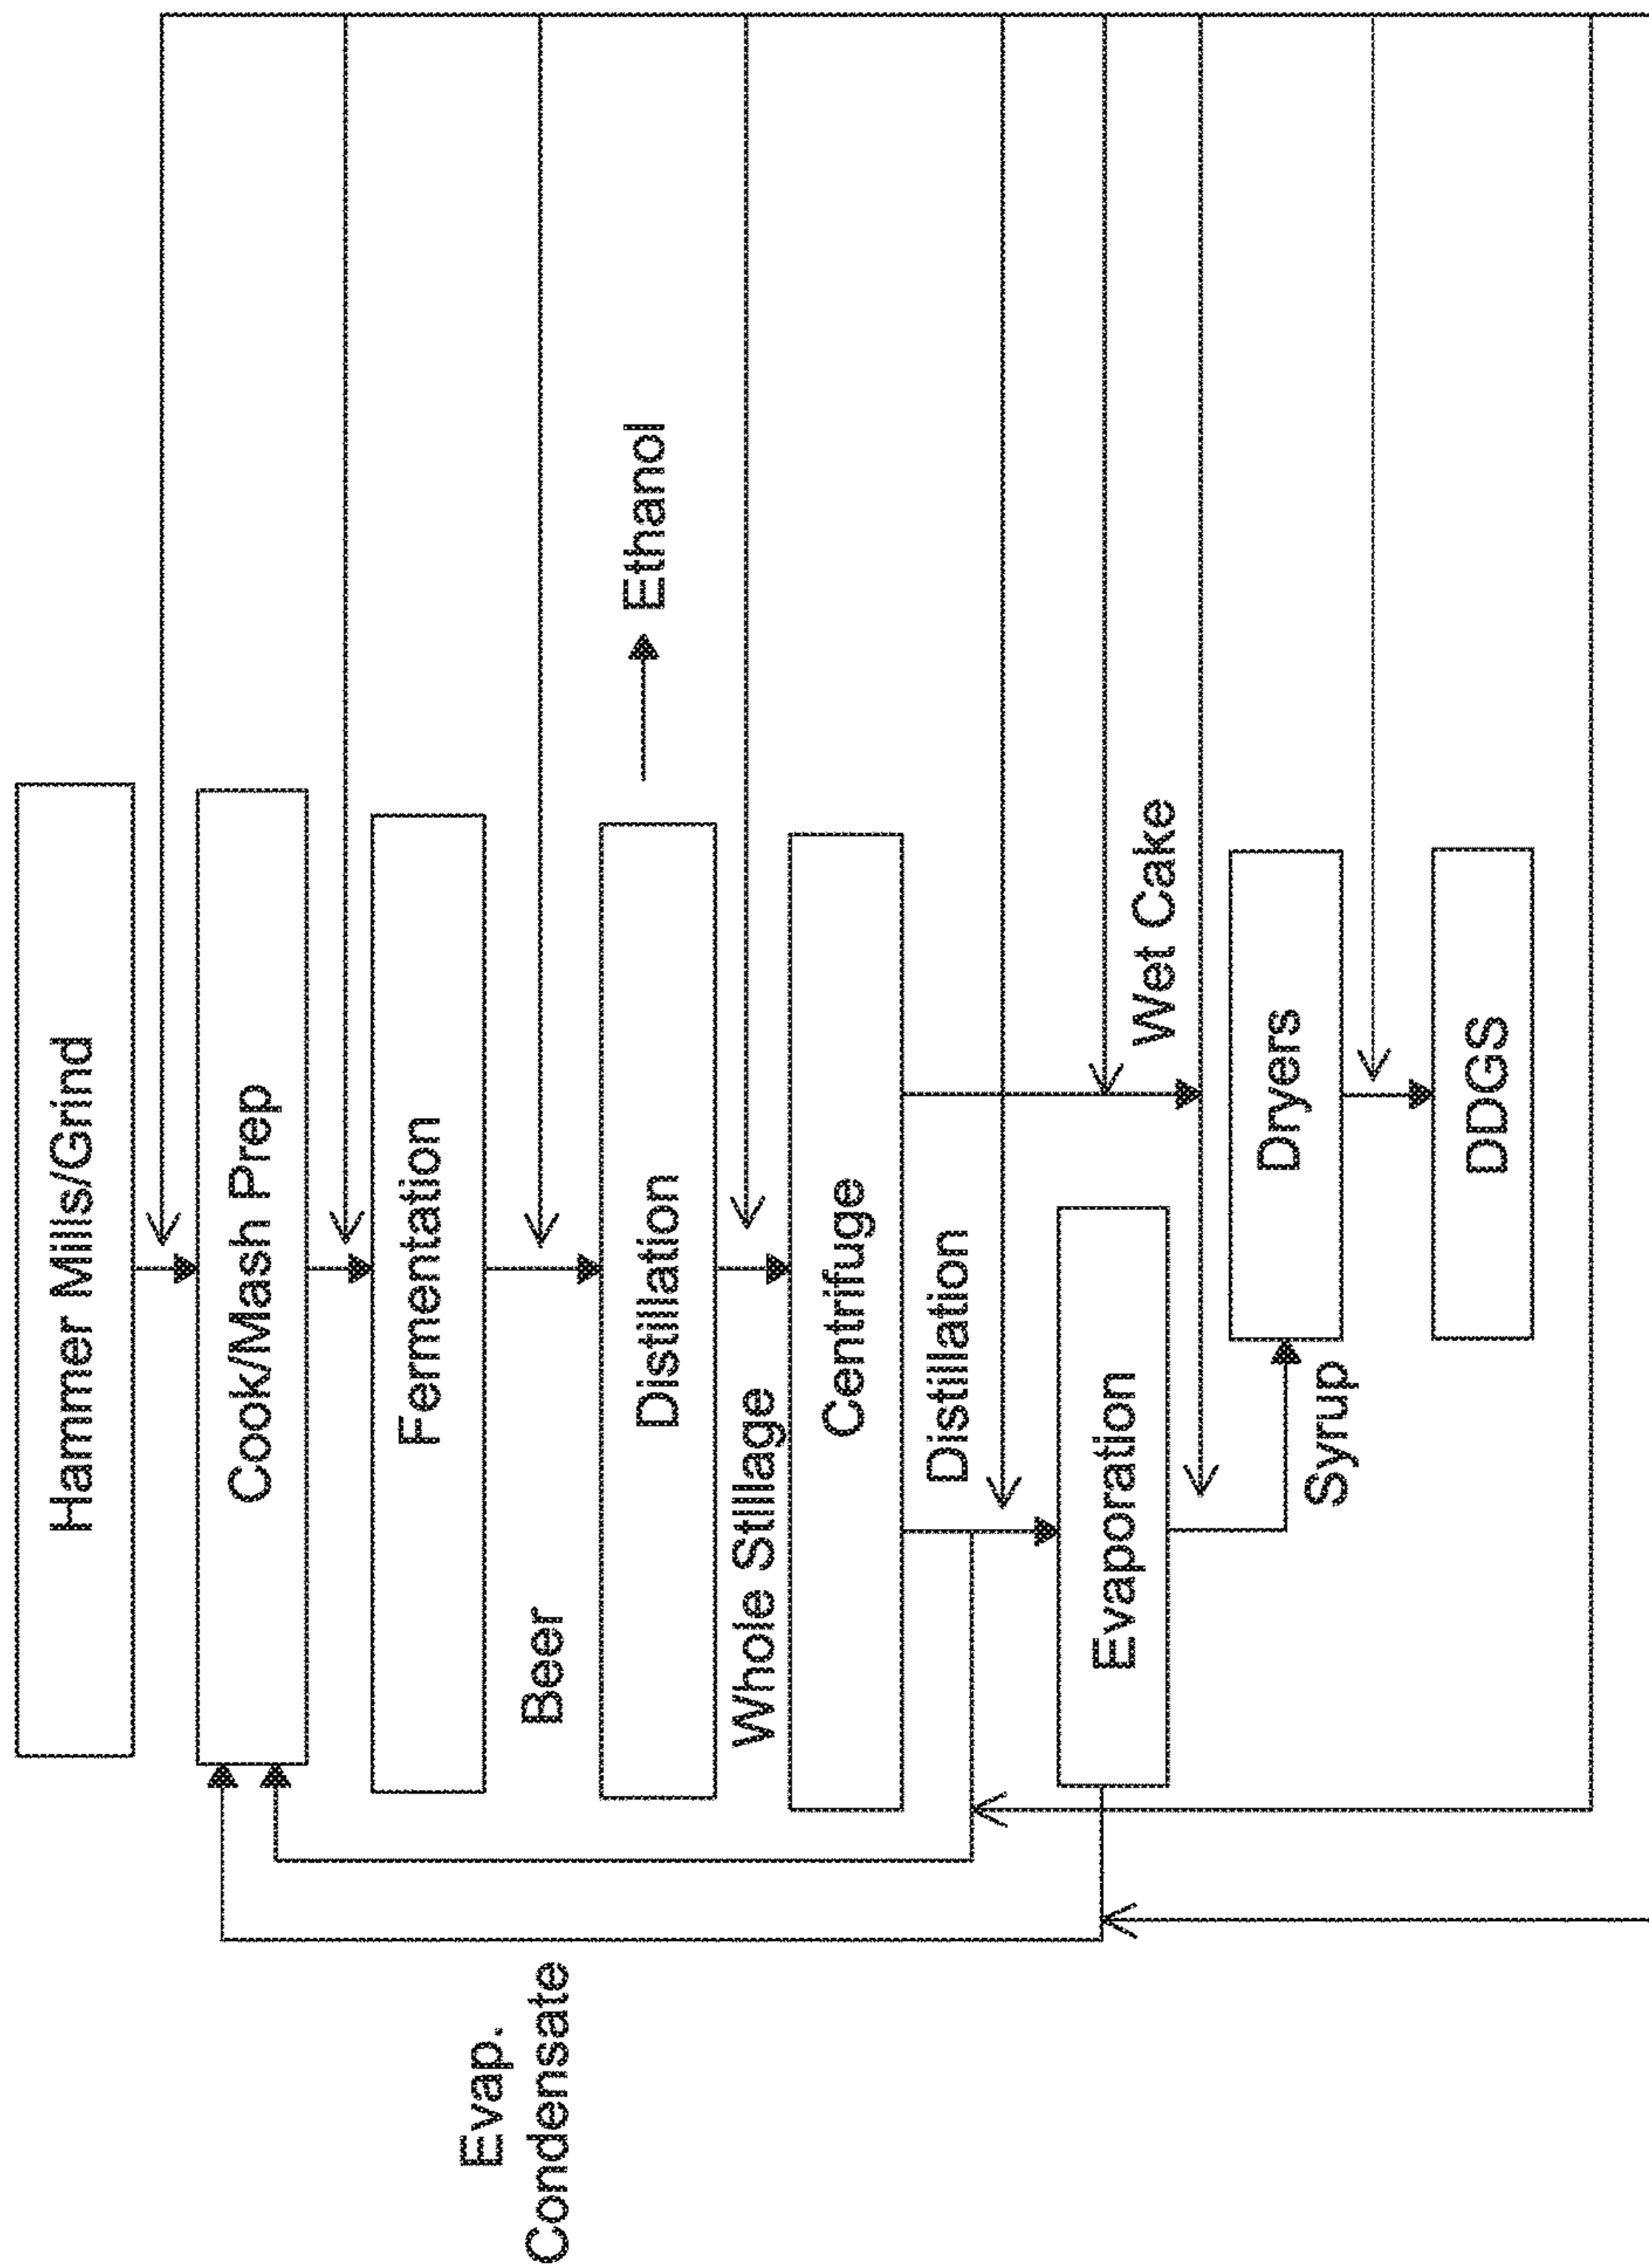 Hammer Mills/Grind
Cook/Mash Prep
Fermentation
Beer
Distillation
Ethanol
Whole Stillage
Centrifuge
Distillation
Evaporation
Wet Cake
Dryers
Syrup
DDGS
Evap.
Condensate